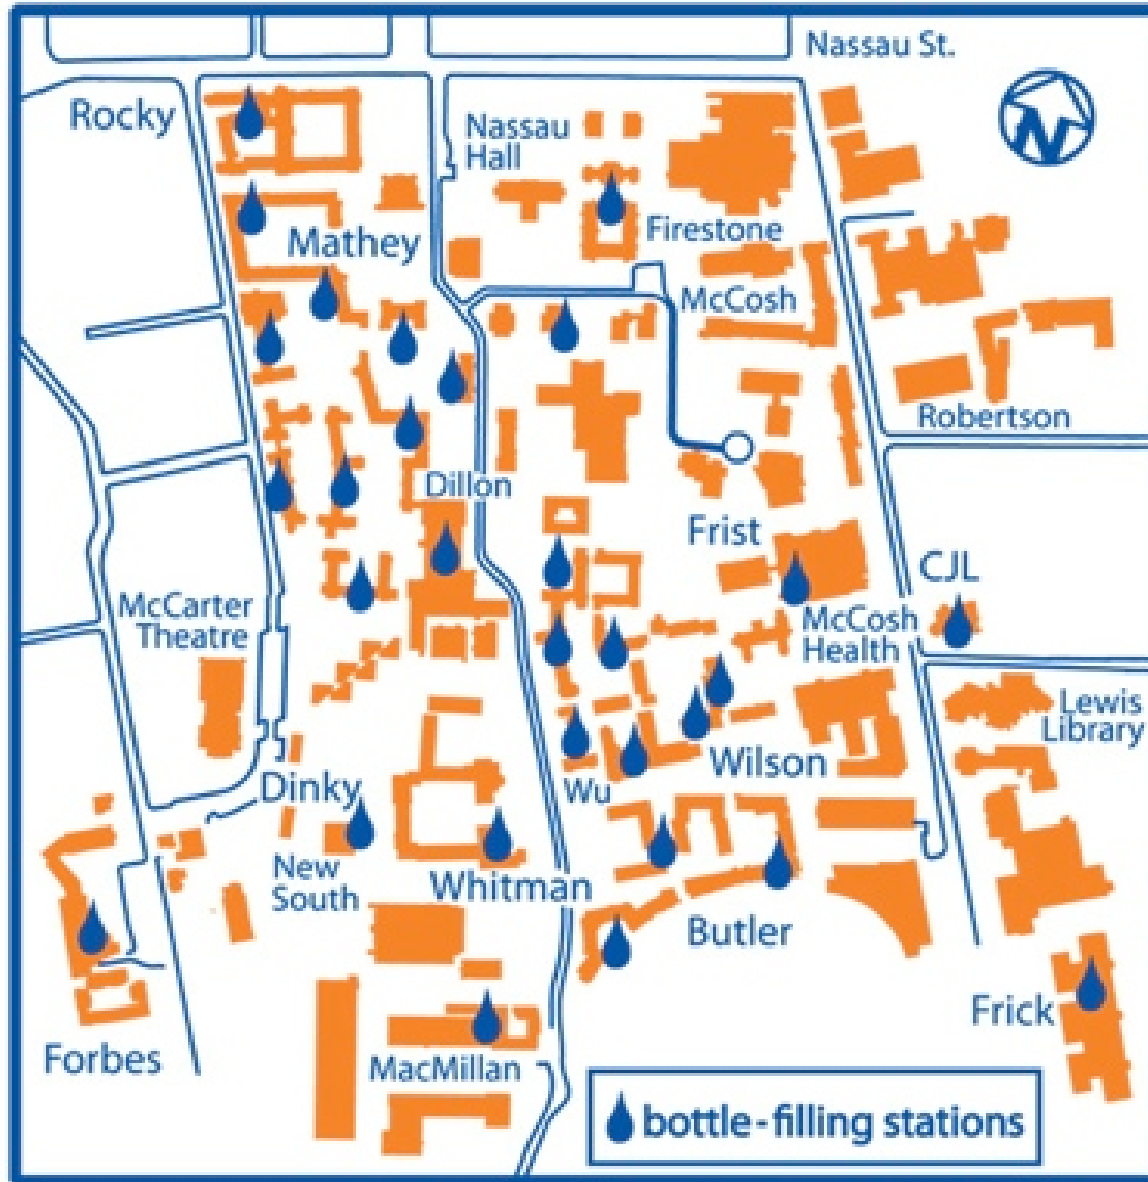 Nassau St.
Rocky
Nassau
Hall
N
Firestone
Mathey
McCosh
Robertson
Dillon
Frist
CJL
McCarter
Theatre
McCosh
Health
Lewis
Library
Wilson
Dinky
Wu
New
South
Whitman
Butler
Frick
Forbes
MacMillan
bottle-filling stations